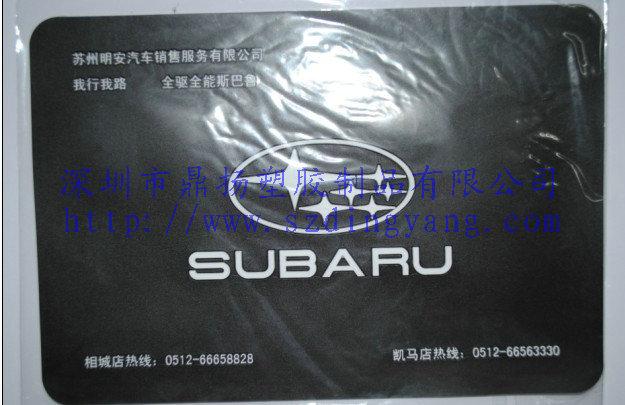 苏州明安汽车销售服务有限公司
我行我路 全驱全能斯巴鲁
深圳市鼎扬塑胶制品有限公司
http://www.szdingyang.com
SUBARU
相城店热线：0512-66658828 凯马店热线：0512-66563330